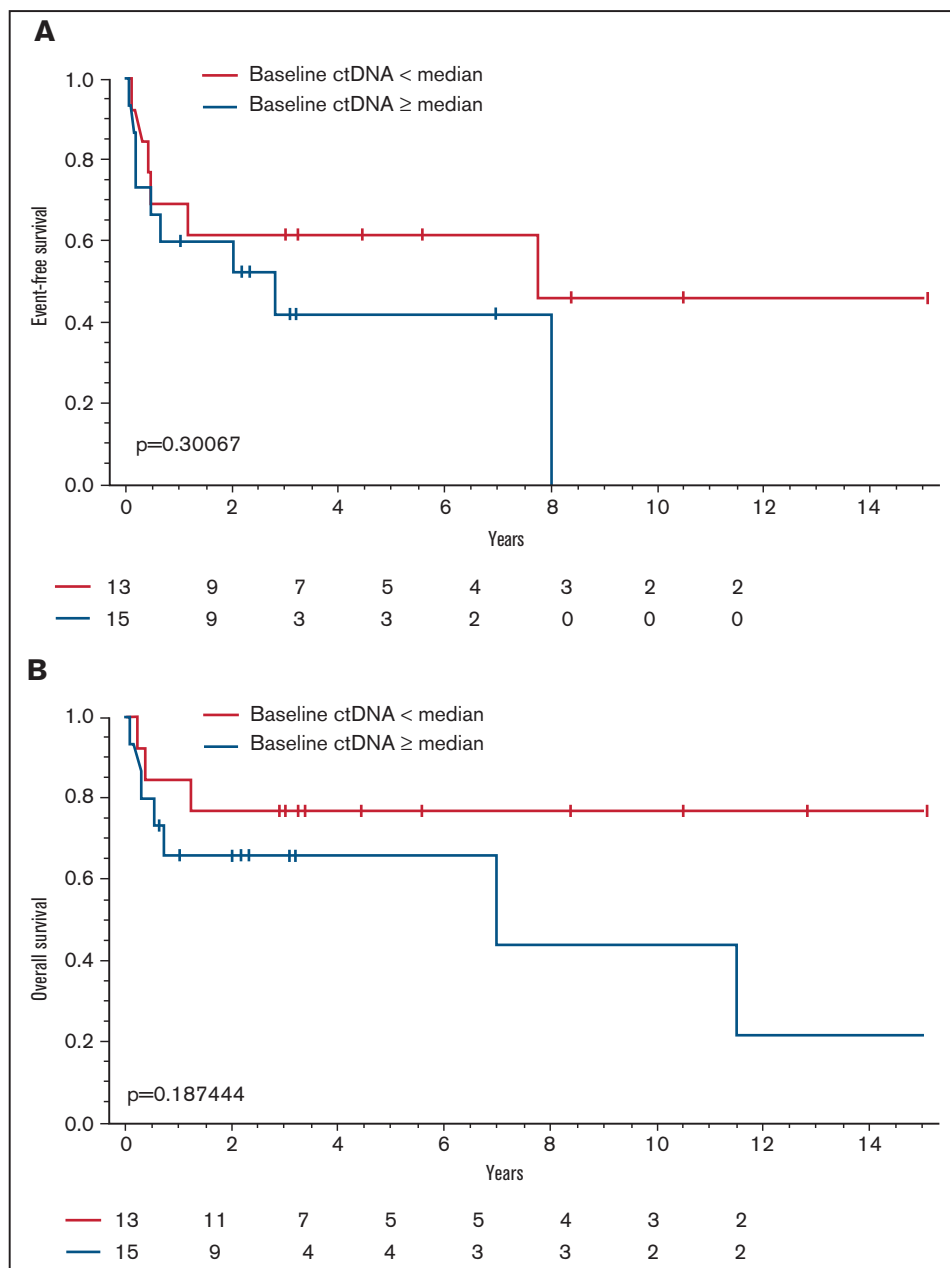 A
Baseline ctDNA < median
Baseline ctDNA ≥ median
1.0
0.8
0.6
0.4
0.2
0.0
Event-free survival
p=0.30067
0 2 4 6 8 10 12 14
Years
13 9 7 5 4 3 2 2
15 9 3 3 2 0 0 0
B
Baseline ctDNA < median
Baseline ctDNA ≥ median
1.0
0.8
0.6
0.4
0.2
0.0
Overall survival
p=0.187444
0 2 4 6 8 10 12 14
Years
13 11 7 5 5 4 3 2
15 9 4 4 3 3 2 2